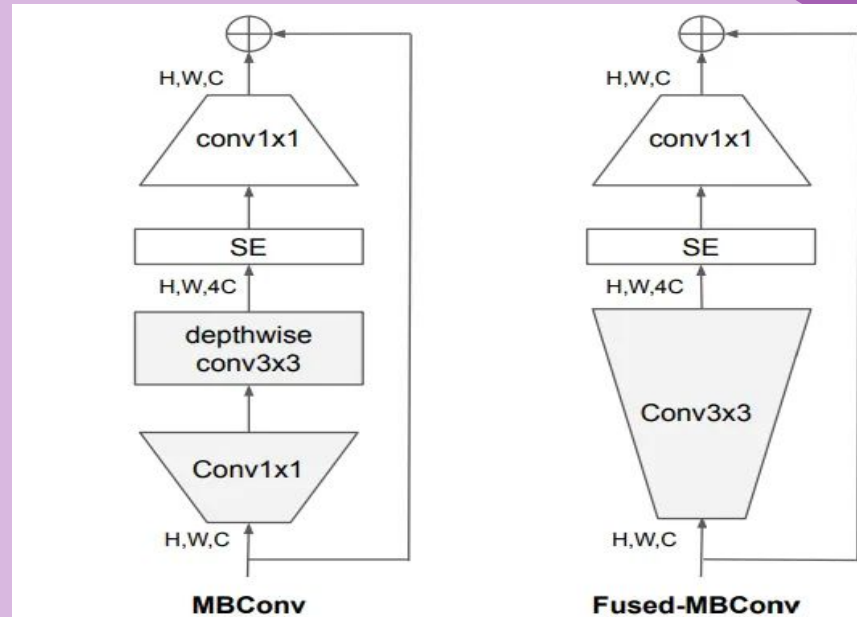 H,W,C
conv1x1
SE
H,W,4C
depthwise
conv3x3
Conv1x1
H,W,C
MBConv
H,W,C
conv1x1
SE
H,W,4C
Conv3x3
H,W,C
Fused-MBConv